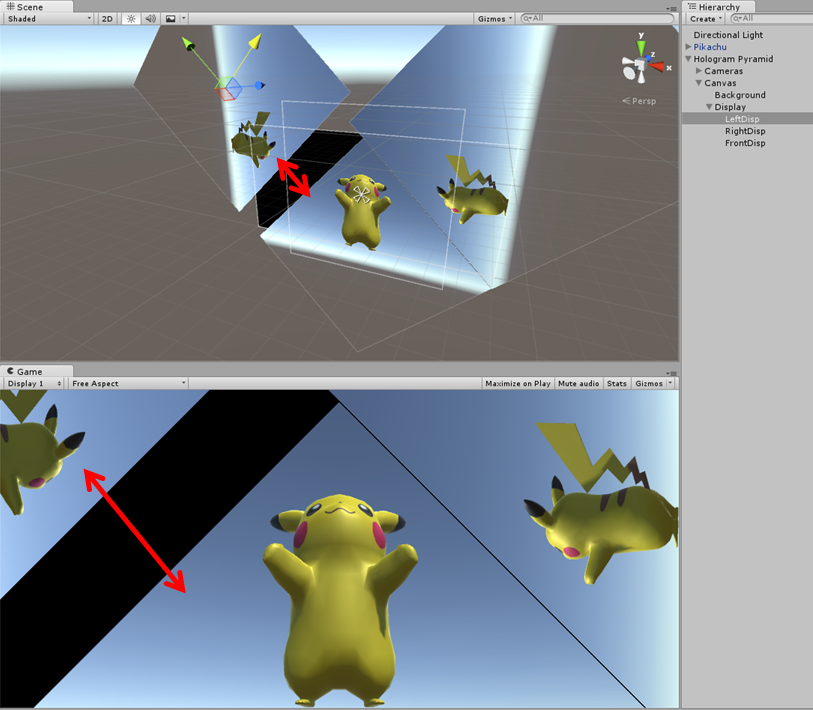 Scene
Shaded
2D
Gizmos
All
y
z
x
Persp
Game
Display 1
Free Aspect
Maximize on Play
Mute audio
Stats
Gizmos
Hierarchy
Create
All
Directional Light
Pikachu
Hologram Pyramid
Cameras
Canvas
Background
Display
LeftDisp
RightDisp
FrontDisp